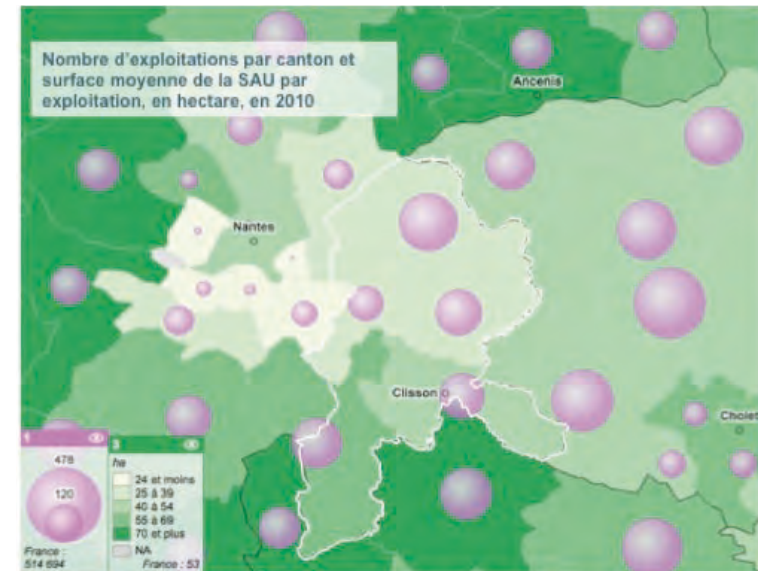 Nombre d'exploitations par canton et
surface moyenne de la SAU par
exploitation, en hectare, en 2010
Ancenis
Nantes
Clisson
Cholet
1
478
120
France :
514 694
3
ha
24 et moins
25 à 39
40 à 54
55 à 69
70 et plus
NA
France : 53